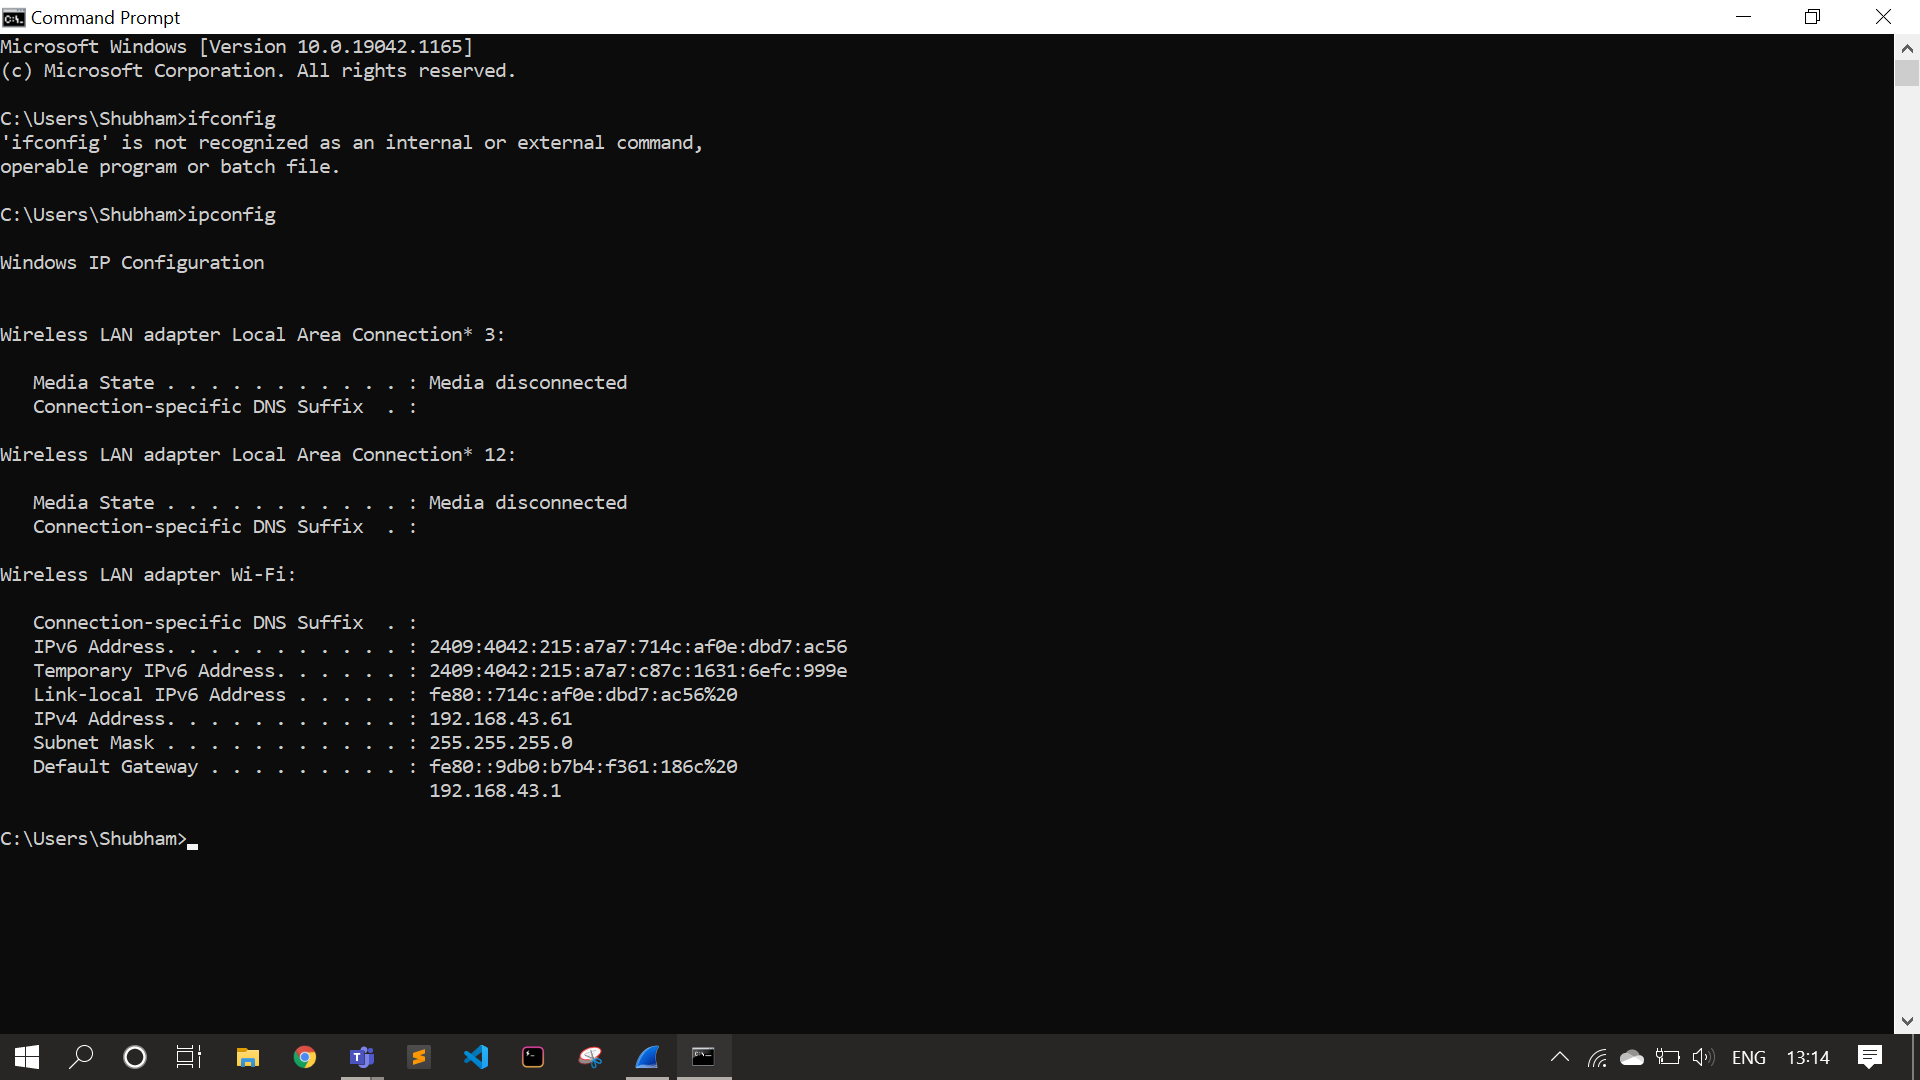 Command Prompt
Microsoft Windows [Version 10.0.19042.1165]
(c) Microsoft Corporation. All rights reserved.
C:\Users\Shubham>ifconfig
'ifconfig' is not recognized as an internal or external command,
operable program or batch file.
C:\Users\Shubham>ipconfig
Windows IP Configuration
Wireless LAN adapter Local Area Connection* 3:
Media State . . . . . . . . . . . : Media disconnected
Connection-specific DNS Suffix  . :
Wireless LAN adapter Local Area Connection* 12:
Media State . . . . . . . . . . . : Media disconnected
Connection-specific DNS Suffix  . :
Wireless LAN adapter Wi-Fi:
Connection-specific DNS Suffix  . :
IPv6 Address. . . . . . . . . . . : 2409:4042:215:a7a7:714c:af0e:dbd7:ac56
Temporary IPv6 Address. . . . . . : 2409:4042:215:a7a7:c87c:1631:6efc:999e
Link-local IPv6 Address . . . . . : fe80::714c:af0e:dbd7:ac56%20
IPv4 Address. . . . . . . . . . . : 192.168.43.61
Subnet Mask . . . . . . . . . . . : 255.255.255.0
Default Gateway . . . . . . . . . : fe80::9db0:b7b4:f361:186c%20
192.168.43.1
C:\Users\Shubham>
ENG 13:14